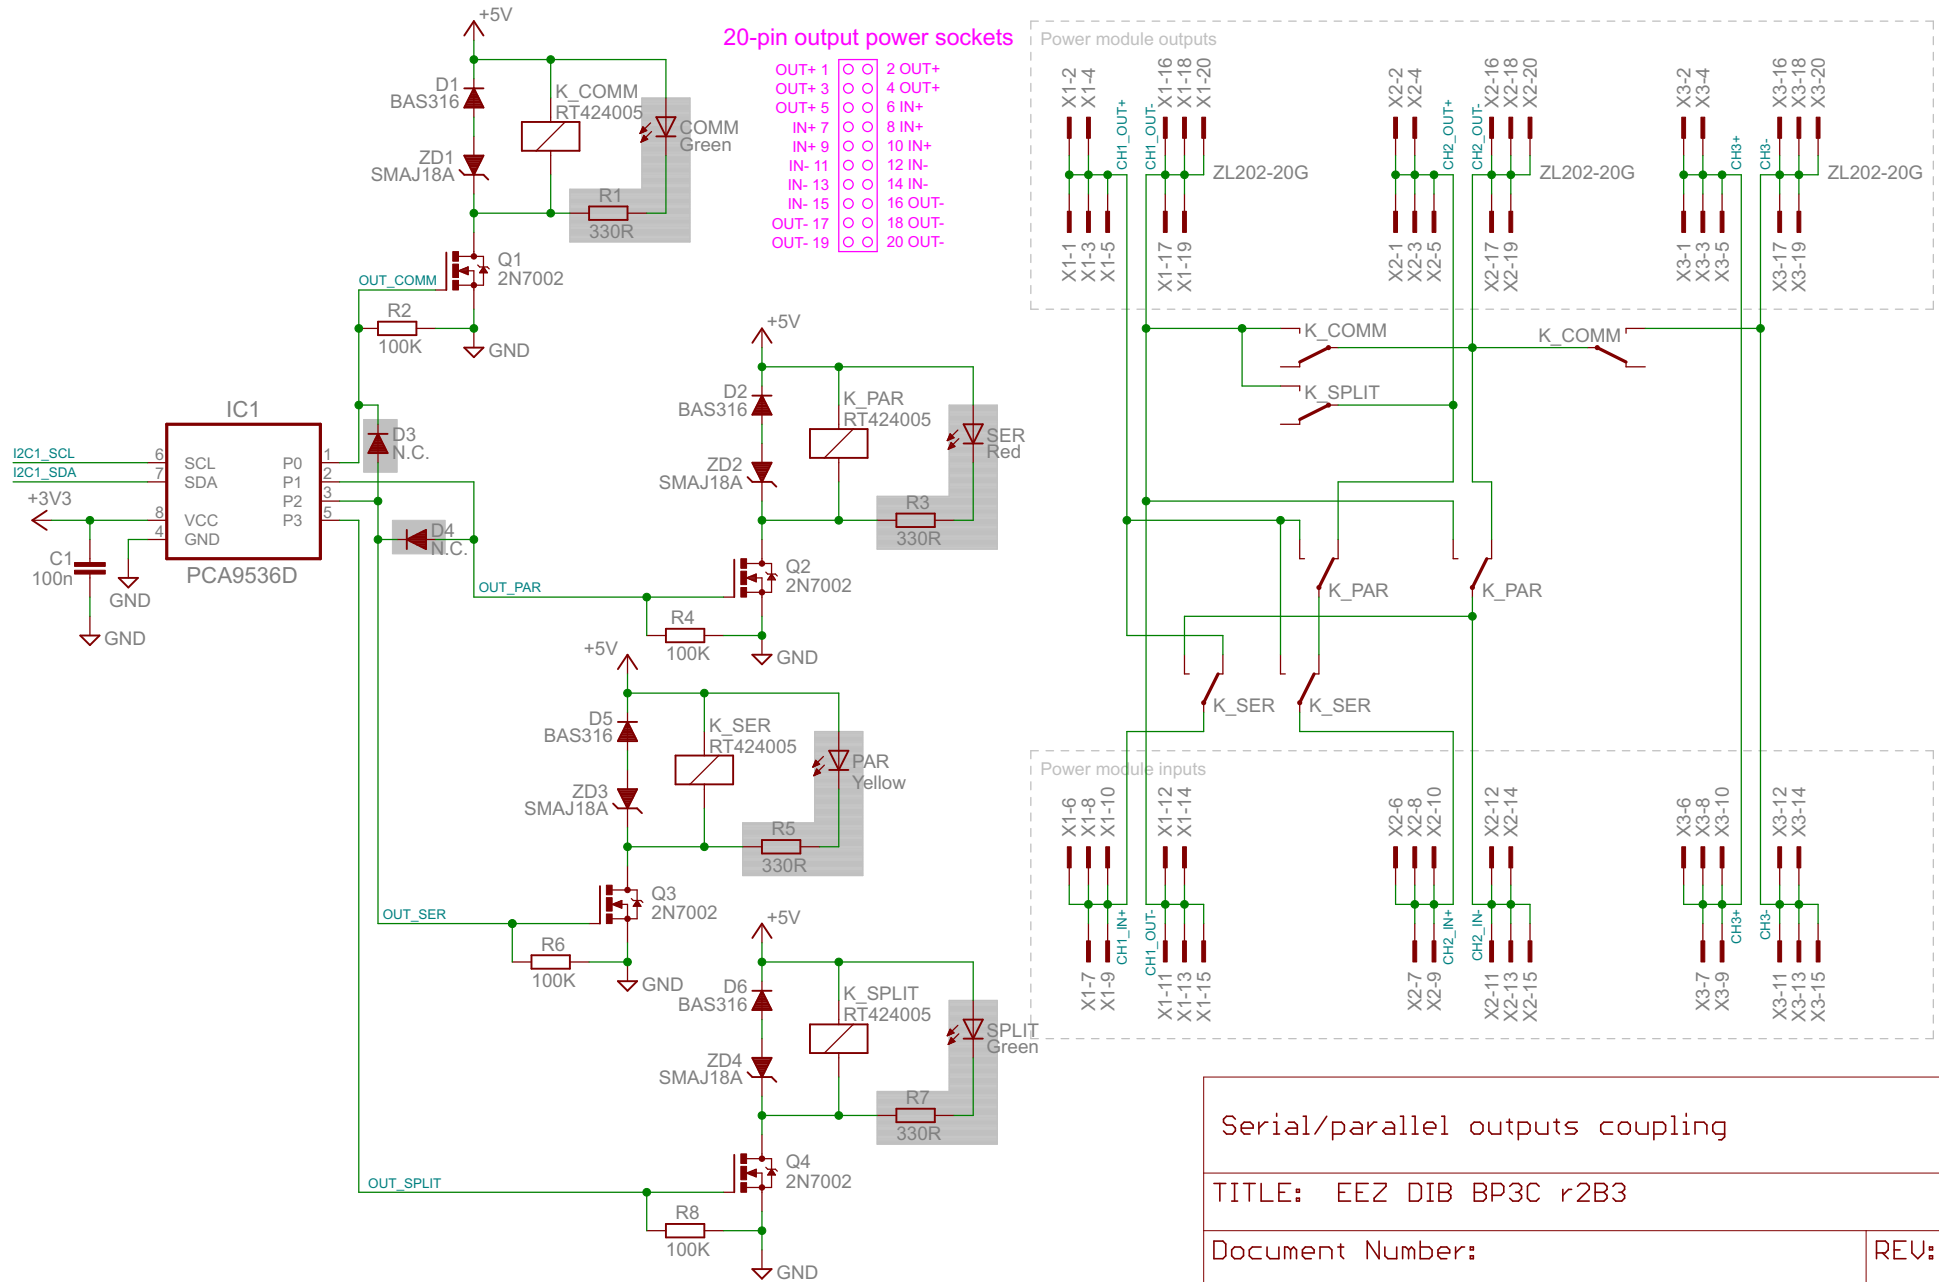 +5V
D1
BAS316
K_COMM
RT424005
COMM
Green
ZD1
SMAJ18A
R1
330R
Q1
2N7002
OUT_COMM
R2
100K
GND
20-pin output power sockets
OUT+ 1 2 OUT+
OUT+ 3 4 OUT+
OUT+ 5 6 IN+
IN+ 7 8 IN+
IN+ 9 10 IN+
IN- 11 12 IN-
IN- 13 14 IN-
IN- 15 16 OUT-
OUT- 17 18 OUT-
OUT- 19 20 OUT-
IC1
I2C1_SCL
I2C1_SDA
6 SCL
7 SDA
8 VCC
4 GND
P0 1
P1 2
P2 3
P3 5
PCA9536D
+3V3
C1
100n
GND
GND
D3
N.C.
D4
N.C.
+5V
D2
BAS316
K_PAR
RT424005
SER
Red
ZD2
SMAJ18A
R3
330R
Q2
2N7002
OUT_PAR
R4
100K
GND
+5V
D5
BAS316
K_SER
RT424005
PAR
Yellow
ZD3
SMAJ18A
R5
330R
Q3
2N7002
OUT_SER
R6
100K
GND
+5V
D6
BAS316
K_SPLIT
RT424005
SPLIT
Green
ZD4
SMAJ18A
R7
330R
Q4
2N7002
OUT_SPLIT
R8
100K
GND
Power module outputs
X1-2
X1-4
CH1_OUT+
CH1_OUT-
X1-16
X1-18
X1-20
ZL202-20G
X1-1
X1-3
X1-5
X1-17
X1-19
X2-2
X2-4
CH2_OUT+
CH2_OUT-
X2-16
X2-18
X2-20
ZL202-20G
X2-1
X2-3
X2-5
X2-17
X2-19
X3-2
X3-4
CH3+
CH3-
X3-16
X3-18
X3-20
ZL202-20G
X3-1
X3-3
X3-5
X3-17
X3-19
K_COMM
K_COMM
K_SPLIT
K_PAR
K_PAR
K_SER
K_SER
Power module inputs
X1-6
X1-8
X1-10
X1-12
X1-14
X1-7
X1-9
CH1_IN+
CH1_OUT-
X1-11
X1-13
X1-15
X2-6
X2-8
X2-10
X2-12
X2-14
X2-7
X2-9
CH2_IN+
CH2_IN-
X2-11
X2-13
X2-15
X3-6
X3-8
X3-10
X3-12
X3-14
X3-7
X3-9
CH3+
CH3-
X3-11
X3-13
X3-15
Serial/parallel outputs coupling
TITLE: EEZ DIB BP3C r2B3
Document Number:
REV: